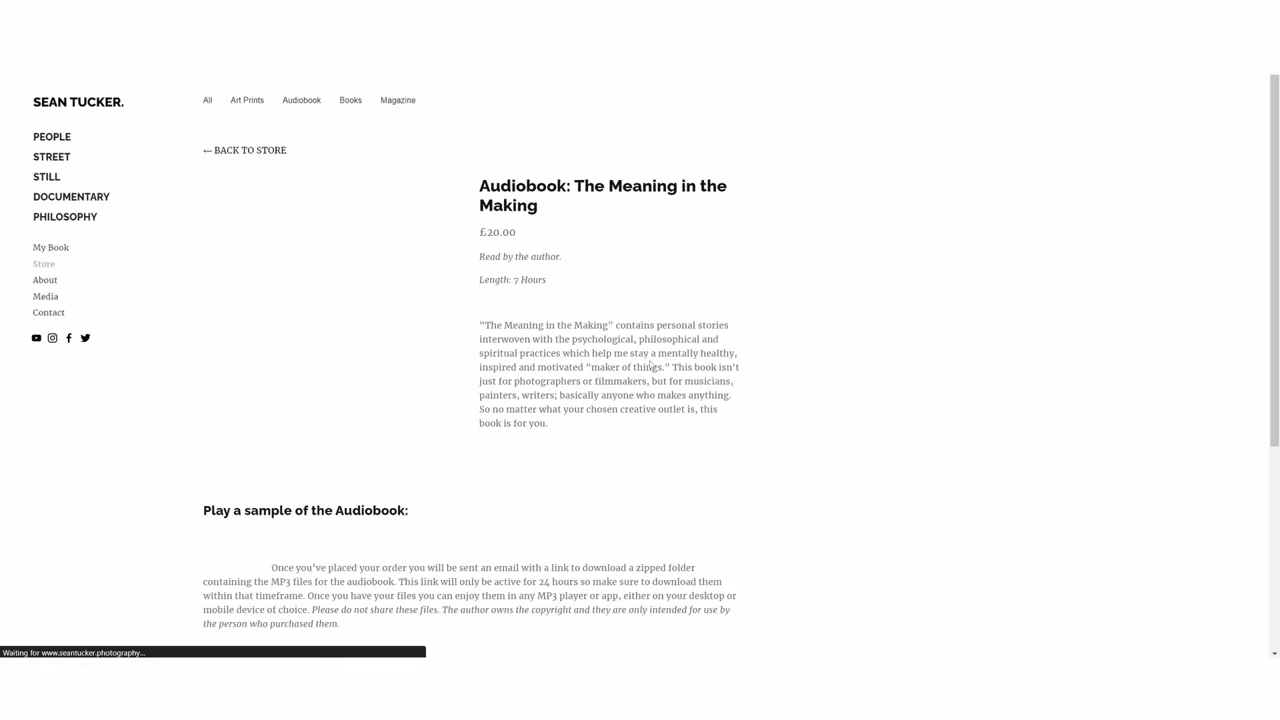 SEAN TUCKER.
PEOPLE
STREET
STILL
DOCUMENTARY
PHILOSOPHY
My Book
Store
About
Media
Contact
All Art Prints Audiobook Books Magazine
← BACK TO STORE
Audiobook: The Meaning in the
Making
£20.00
Read by the author.
Length: 7 Hours
"The Meaning in the Making" contains personal stories
interwoven with the psychological, philosophical and
spiritual practices which help me stay a mentally healthy,
inspired and motivated "maker of things." This book isn't
just for photographers or filmmakers, but for musicians,
painters, writers; basically anyone who makes anything.
So no matter what your chosen creative outlet is, this
book is for you.
Play a sample of the Audiobook:
Once you've placed your order you will be sent an email with a link to download a zipped folder
containing the MP3 files for the audiobook. This link will only be active for 24 hours so make sure to download them
within that timeframe. Once you have your files you can enjoy them in any MP3 player or app, either on your desktop or
mobile device of choice. Please do not share these files. The author owns the copyright and they are only intended for use by
the person who purchased them.
Waiting for www.seantucker.photography...